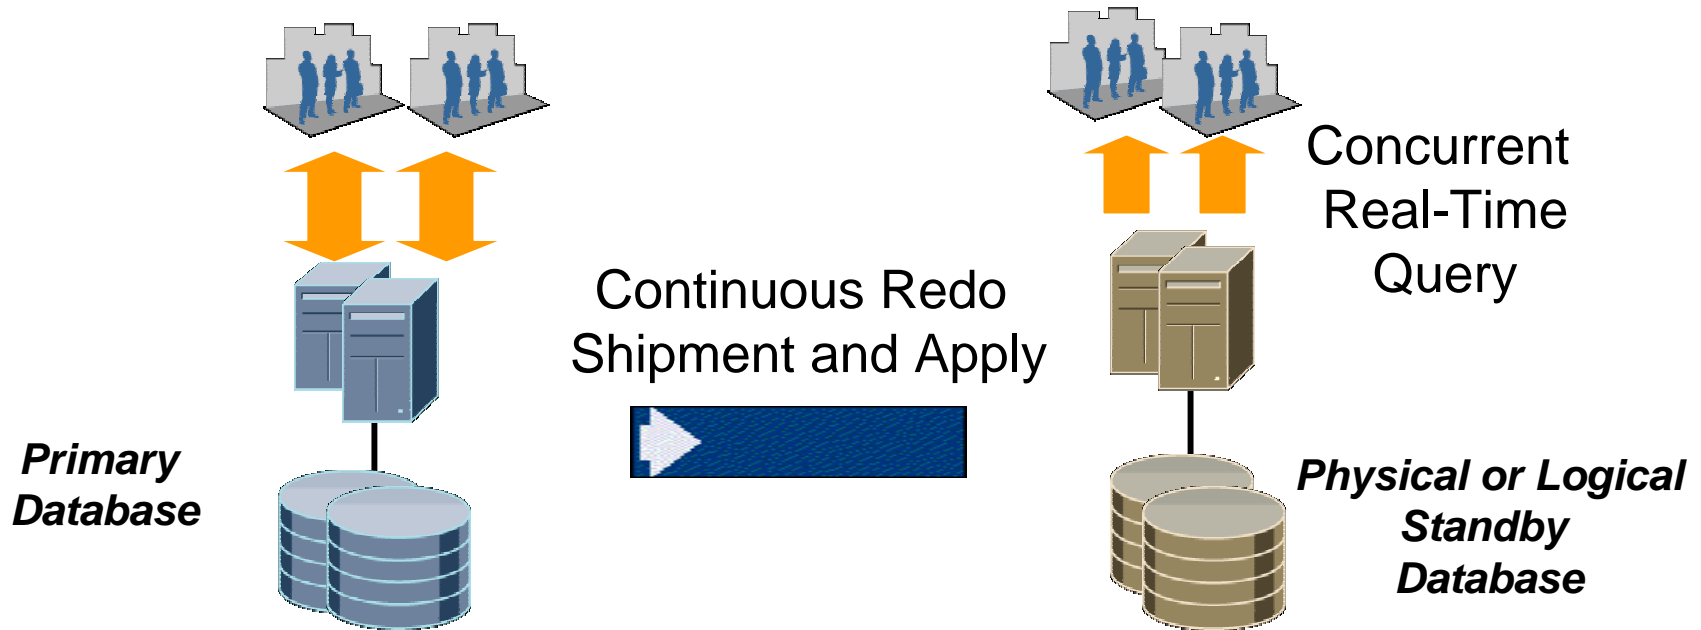 Concurrent
Real-Time
Query
Continuous Redo
Shipment and Apply
Primary
Database
Physical or Logical
Standby
Database